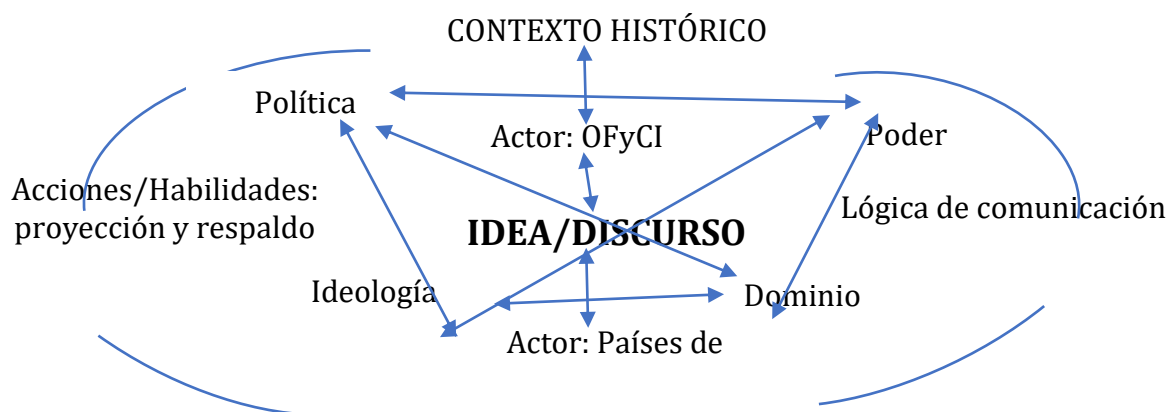 CONTEXTO HISTÓRICO
Política
Actor: OFyCI
Poder
Acciones/Habilidades:
proyección y respaldo
Lógica de comunicación
IDEA/DISCURSO
Ideología
Dominio
Actor: Países de